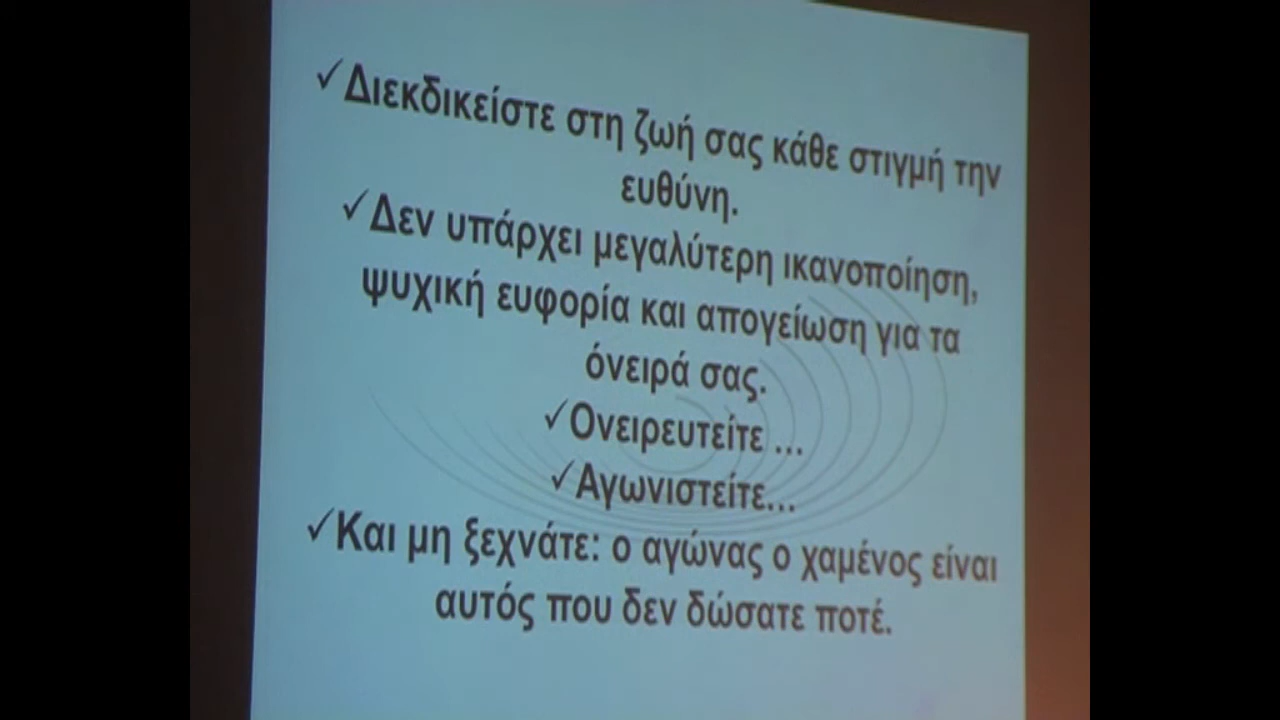 ✓Διεκδικείστε στη ζωή σας κάθε στιγμή την
ευθύνη.
✓Δεν υπάρχει μεγαλύτερη ικανοποίηση,
ψυχική ευφορία και απογείωση για τα
όνειρά σας.
✓Ονειρευτείτε ...
✓Αγωνιστείτε...
✓Και μη ξεχνάτε: ο αγώνας ο χαμένος είναι
αυτός που δεν δώσατε ποτέ.